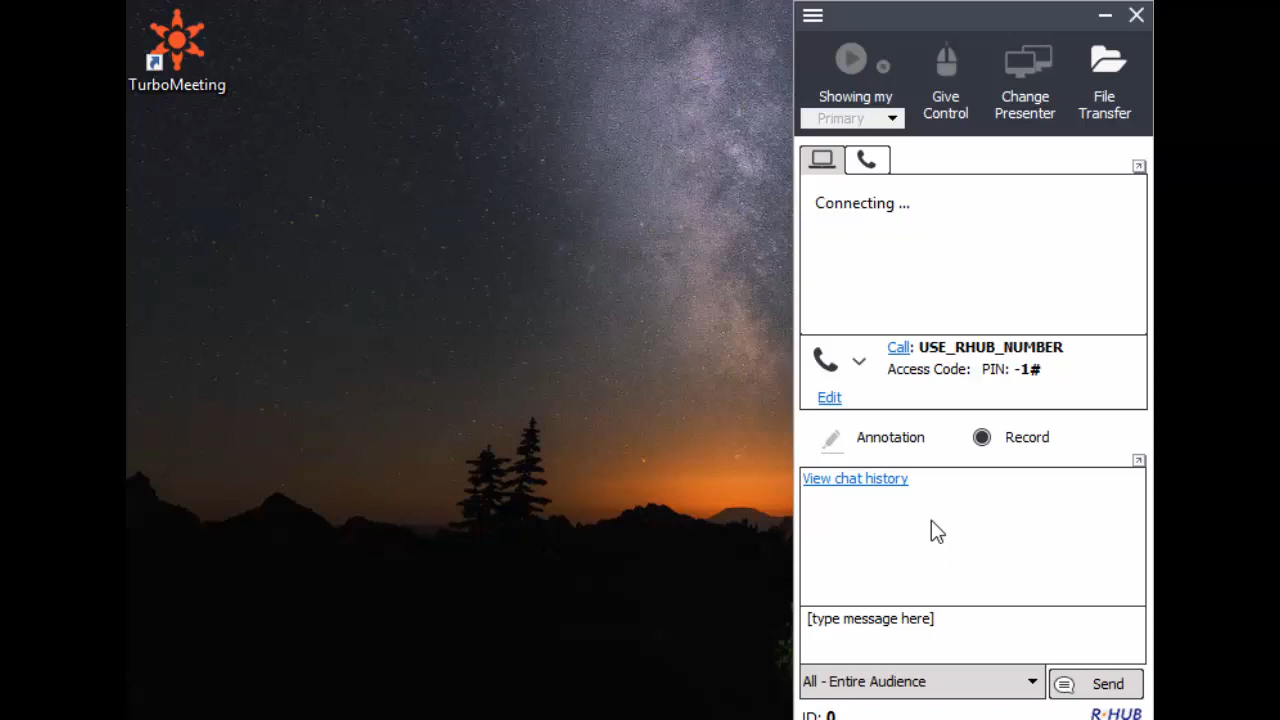 TurboMeeting
Showing my
Primary
Give
Control
Change
Presenter
File
Transfer
Connecting ...
Call: USE_RHUB_NUMBER
Access Code: PIN: -1#
Edit
Annotation
Record
View chat history
[type message here]
All - Entire Audience
Send
ID: 0
R·HUB